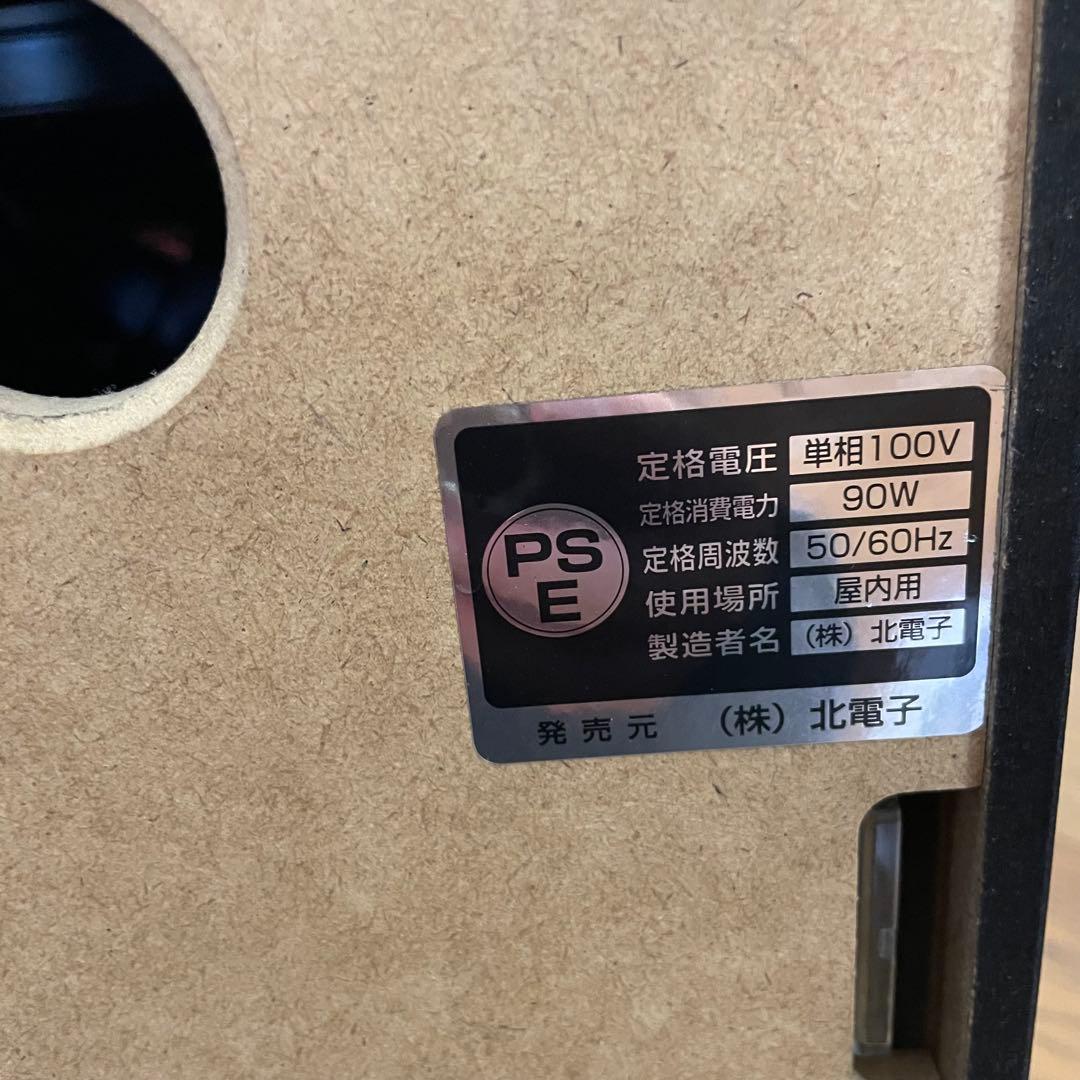 定格電圧 単相100V
定格消費電力 90W
定格周波数 50/60Hz
使用場所 屋内用
製造者名 (株) 北電子
PS
E
発売元 (株) 北電子